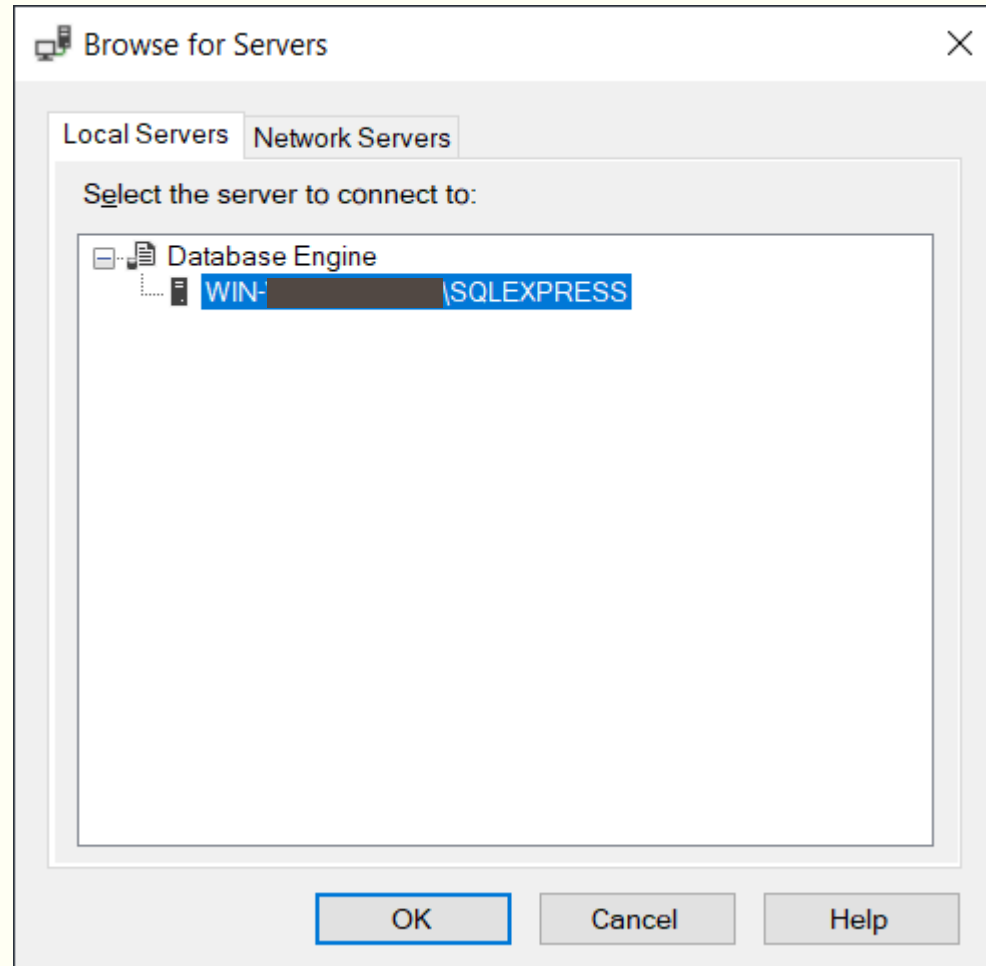 Browse for Servers
Local Servers Network Servers
Select the server to connect to:
Database Engine
WIN- \SQLEXPRESS
OK Cancel Help